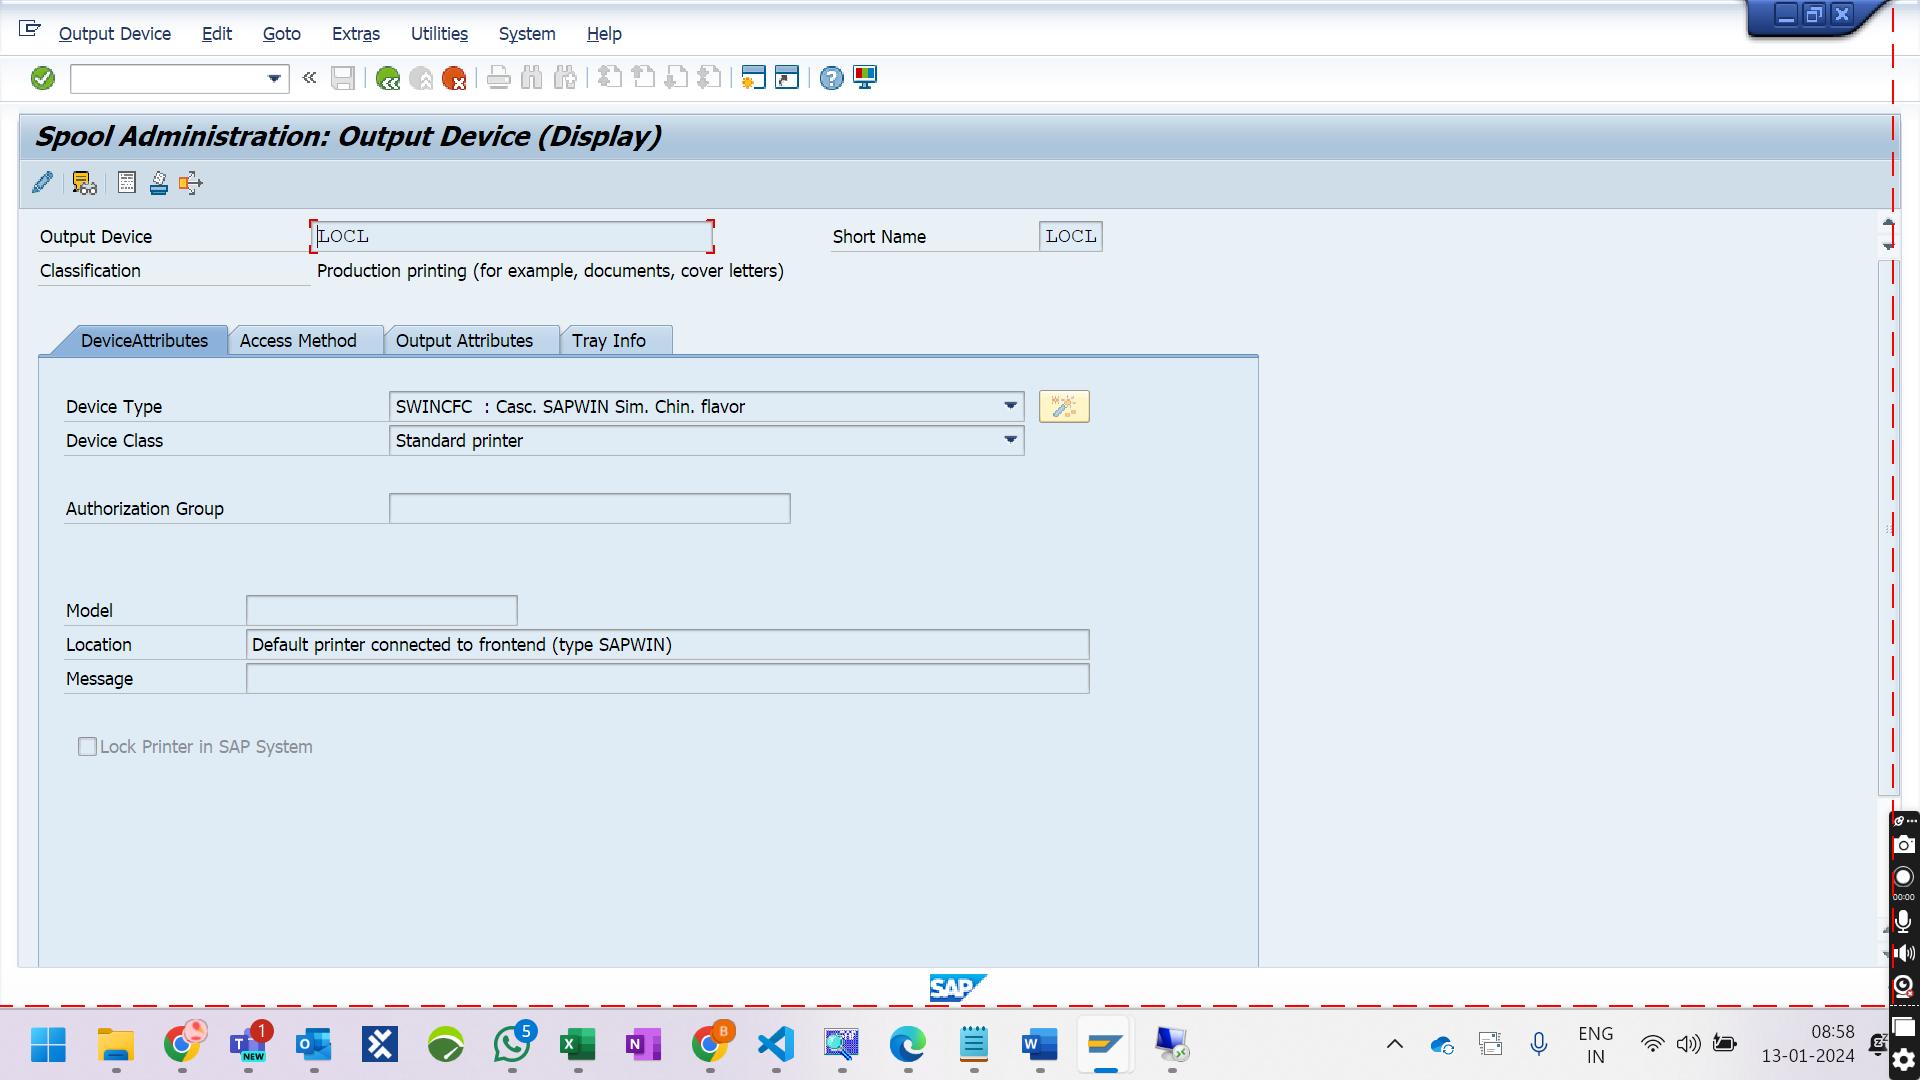 Output Device Edit Goto Extras Utilities System Help
Spool Administration: Output Device (Display)
Output Device LOCL Short Name LOCL
Classification Production printing (for example, documents, cover letters)
DeviceAttributes Access Method Output Attributes Tray Info
Device Type SWINCFC : Casc. SAPWIN Sim. Chin. flavor
Device Class Standard printer
Authorization Group
Model
Location Default printer connected to frontend (type SAPWIN)
Message
Lock Printer in SAP System
00:00
SAP
1 NEW 5 B
ENG
IN
08:58
13-01-2024